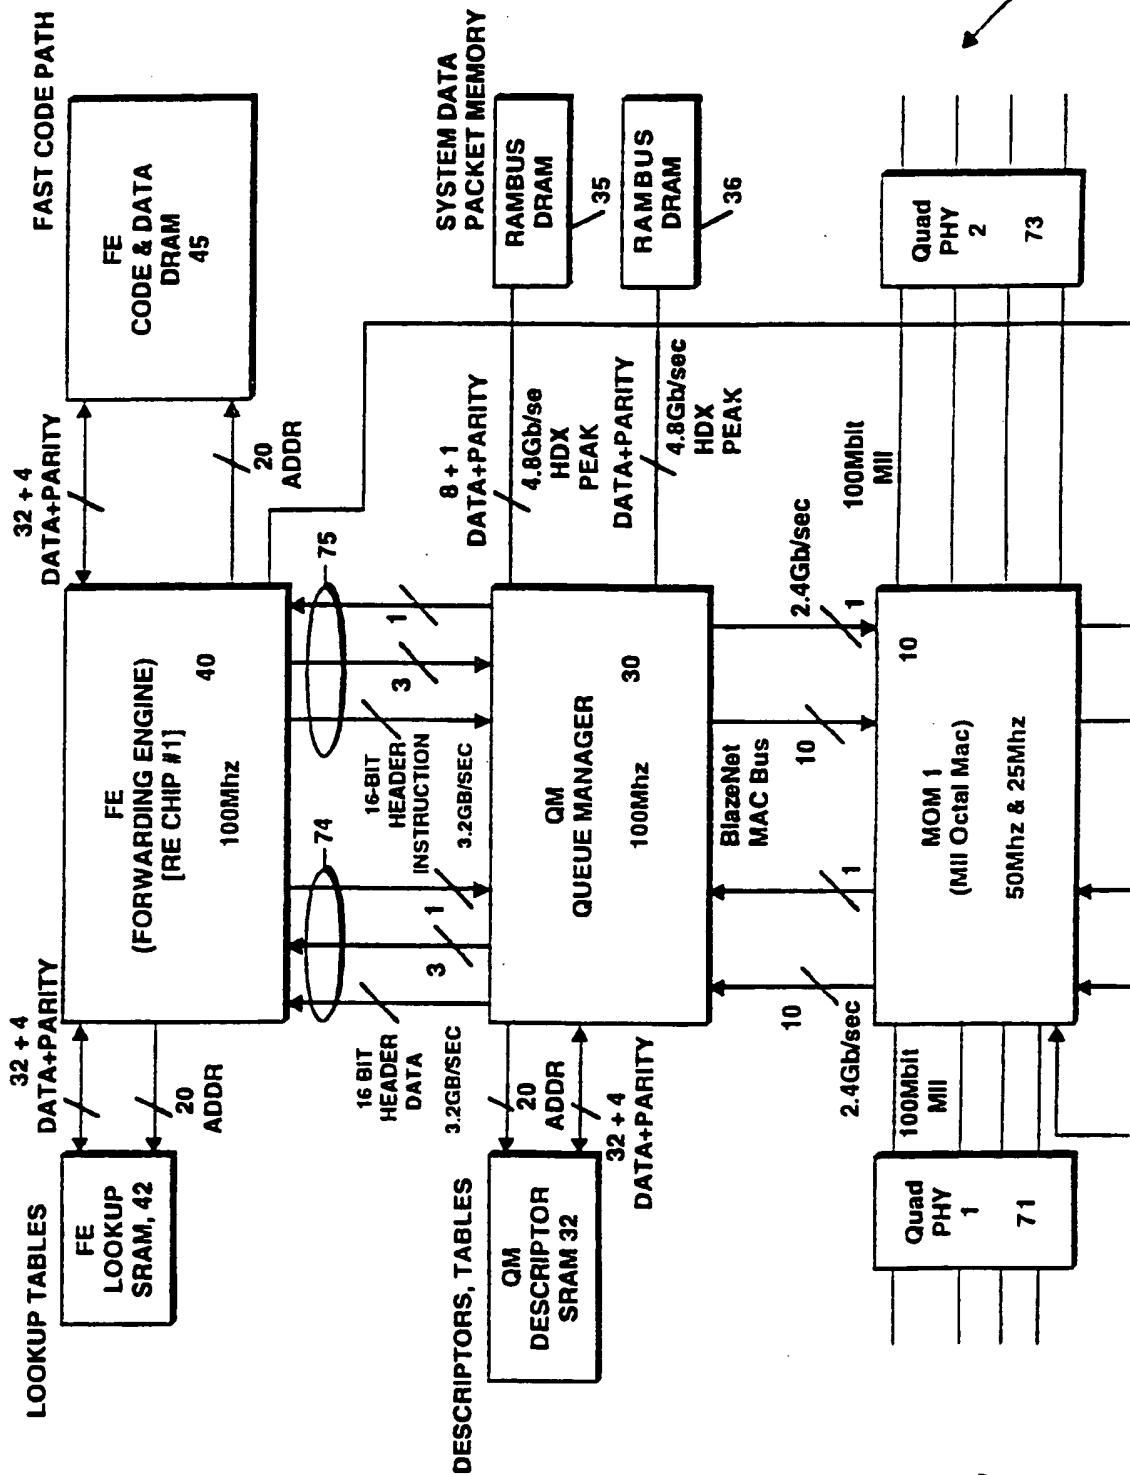 LOOKUP TABLES
FE
LOOKUP
SRAM, 42
32 + 4
DATA+PARITY
20
ADDR
FE
(FORWARDING ENGINE)
[RE CHIP #1]
40
100Mhz
32 + 4
DATA+PARITY
20
ADDR
FAST CODE PATH
FE
CODE & DATA
DRAM
45
74
75
16 BIT
HEADER
DATA
3.2GB/SEC
3
1
16-BIT
HEADER
INSTRUCTION
3.2GB/SEC
3
1
DESCRIPTORS, TABLES
QM
DESCRIPTOR
SRAM 32
20
ADDR
32 + 4
DATA+PARITY
QM
QUEUE MANAGER
30
100Mhz
8 + 1
DATA+PARITY
4.8Gb/se
HDX
PEAK
DATA+PARITY
4.8Gb/sec
HDX
PEAK
SYSTEM DATA
PACKET MEMORY
RAMBUS
DRAM
35
RAMBUS
DRAM
36
10
2.4Gb/sec
1
BlazeNet
MAC Bus
10
2.4Gb/sec
1
Quad
PHY
1
71
100Mbit
MII
MOM 1
(MII Octal Mac)
10
50Mhz & 25Mhz
100Mbit
MII
Quad
PHY
2
73